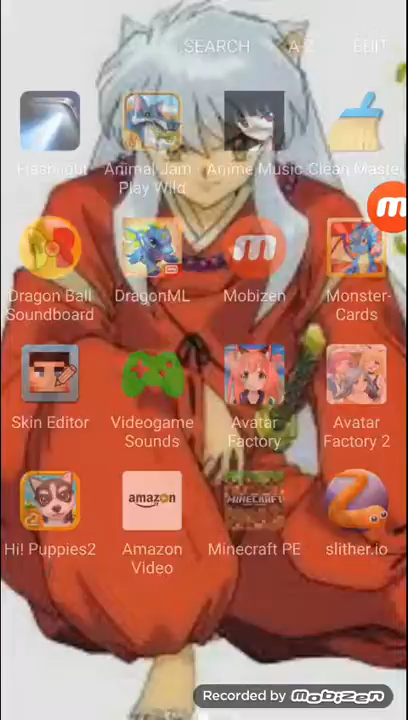 SEARCH A-Z EDIT
Flashlight
Animal Jam -
Play Wild
Anime Music
Clean Master
Dragon Ball
Soundboard
DragonML
Mobizen
Monster-
Cards
Skin Editor
Videogame
Sounds
Avatar
Factory
Avatar
Factory 2
2
amazon
MINECRAFT
Hi! Puppies2
Amazon
Video
Minecraft PE
slither.io
Recorded by mobizen